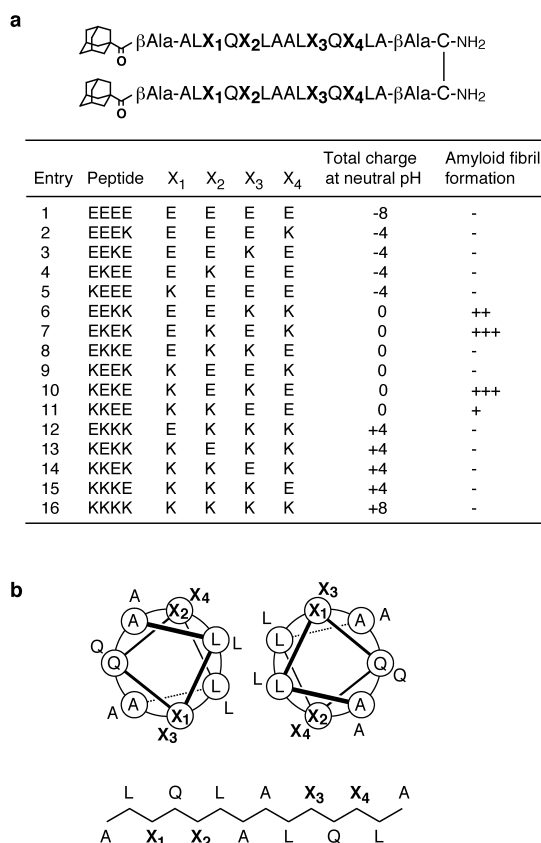 a
O βAla-ALX1QX2LAALX3QX4LA-βAla-C-NH2
O βAla-ALX1QX2LAALX3QX4LA-βAla-C-NH2
Entry Peptide X1 X2 X3 X4 Total charge at neutral pH Amyloid fibril formation
1 EEEE E E E E -8 -
2 EEEK E E E K -4 -
3 EEKE E E K E -4 -
4 EKEE E K E E -4 -
5 KEEE K E E E -4 -
6 EEKK E E K K 0 ++
7 EKEK E K E K 0 +++
8 EKKE E K K E 0 -
9 KEEK K E E K 0 -
10 KEKE K E K E 0 +++
11 KKEE K K E E 0 +
12 EKKK E K K K +4 -
13 KEKK K E K K +4 -
14 KKEK K K E K +4 -
15 KKKE K K K E +4 -
16 KKKK K K K K +8 -
b
A X4 X3
A X2 X1 A A
L L L L
Q Q Q Q
L L L L
A A X1 X2 A A
X3 X4
L Q L A X3 X4 A
A X1 X2 A L Q L